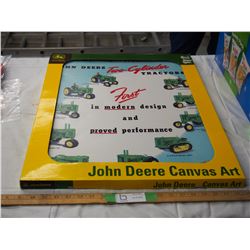 JOHN DEERE Two-Cylinder TRACTORS
First
in modern design
and
proved performance
John Deere Canvas Art
John Deere Canvas Art